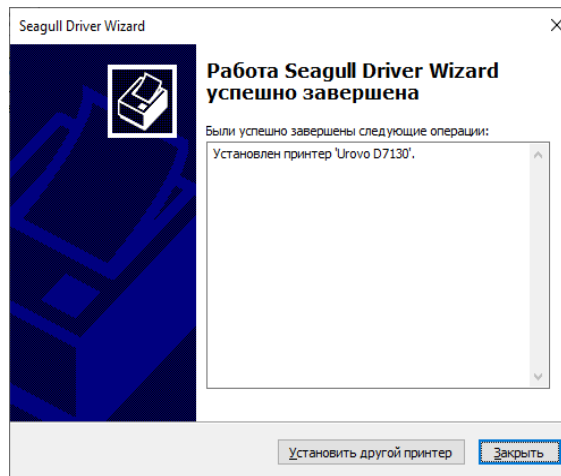 Seagull Driver Wizard
Работа Seagull Driver Wizard
успешно завершена
Были успешно завершены следующие операции:
Установлен принтер 'Urovo D7130'.
Установить другой принтер
Закрыть